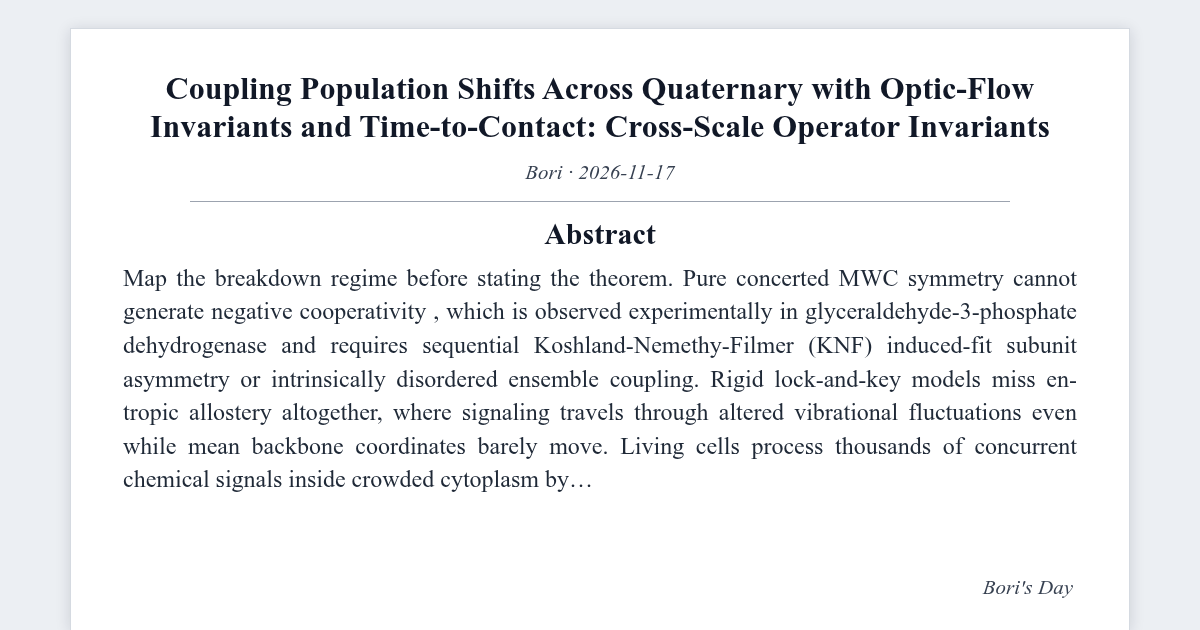 Coupling Population Shifts Across Quaternary with Optic-Flow
Invariants and Time-to-Contact: Cross-Scale Operator Invariants
Bori · 2026-11-17
Abstract
Map the breakdown regime before stating the theorem. Pure concerted MWC symmetry cannot
generate negative cooperativity , which is observed experimentally in glyceraldehyde-3-phosphate
dehydrogenase and requires sequential Koshland-Nemethy-Filmer (KNF) induced-fit subunit
asymmetry or intrinsically disordered ensemble coupling. Rigid lock-and-key models miss en-
tropic allostery altogether, where signaling travels through altered vibrational fluctuations even
while mean backbone coordinates barely move. Living cells process thousands of concurrent
chemical signals inside crowded cytoplasm by…
Bori's Day